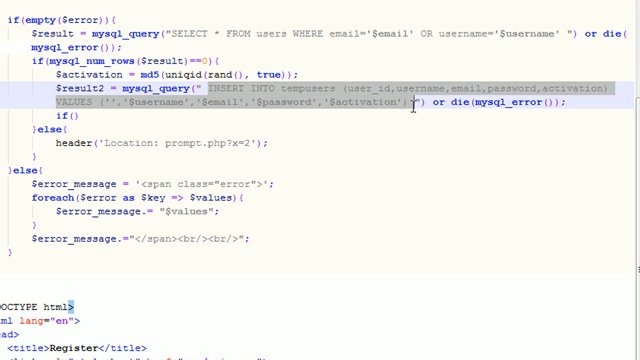 if(empty($error)){
$result = mysql_query("SELECT * FROM users WHERE email='$email' OR username='$username' ") or die(
mysql_error());
if(mysql_num_rows($result)==0){
$activation = md5(uniqid(rand(), true));
$result2 = mysql_query(" INSERT INTO tempusers (user_id,username,email,password,activation)
VALUES ('','$username','$email','$password','$activation') ") or die(mysql_error());
if()
}else{
header('Location: prompt.php?x=2');
}
}else{
$error_message = '<span class="error">';
foreach($error as $key => $values){
$error_message.= "$values";
}
$error_message.="</span><br/><br/>";
}
OCTYPE html>
ml lang="en">
ad>
<title>Register</title>